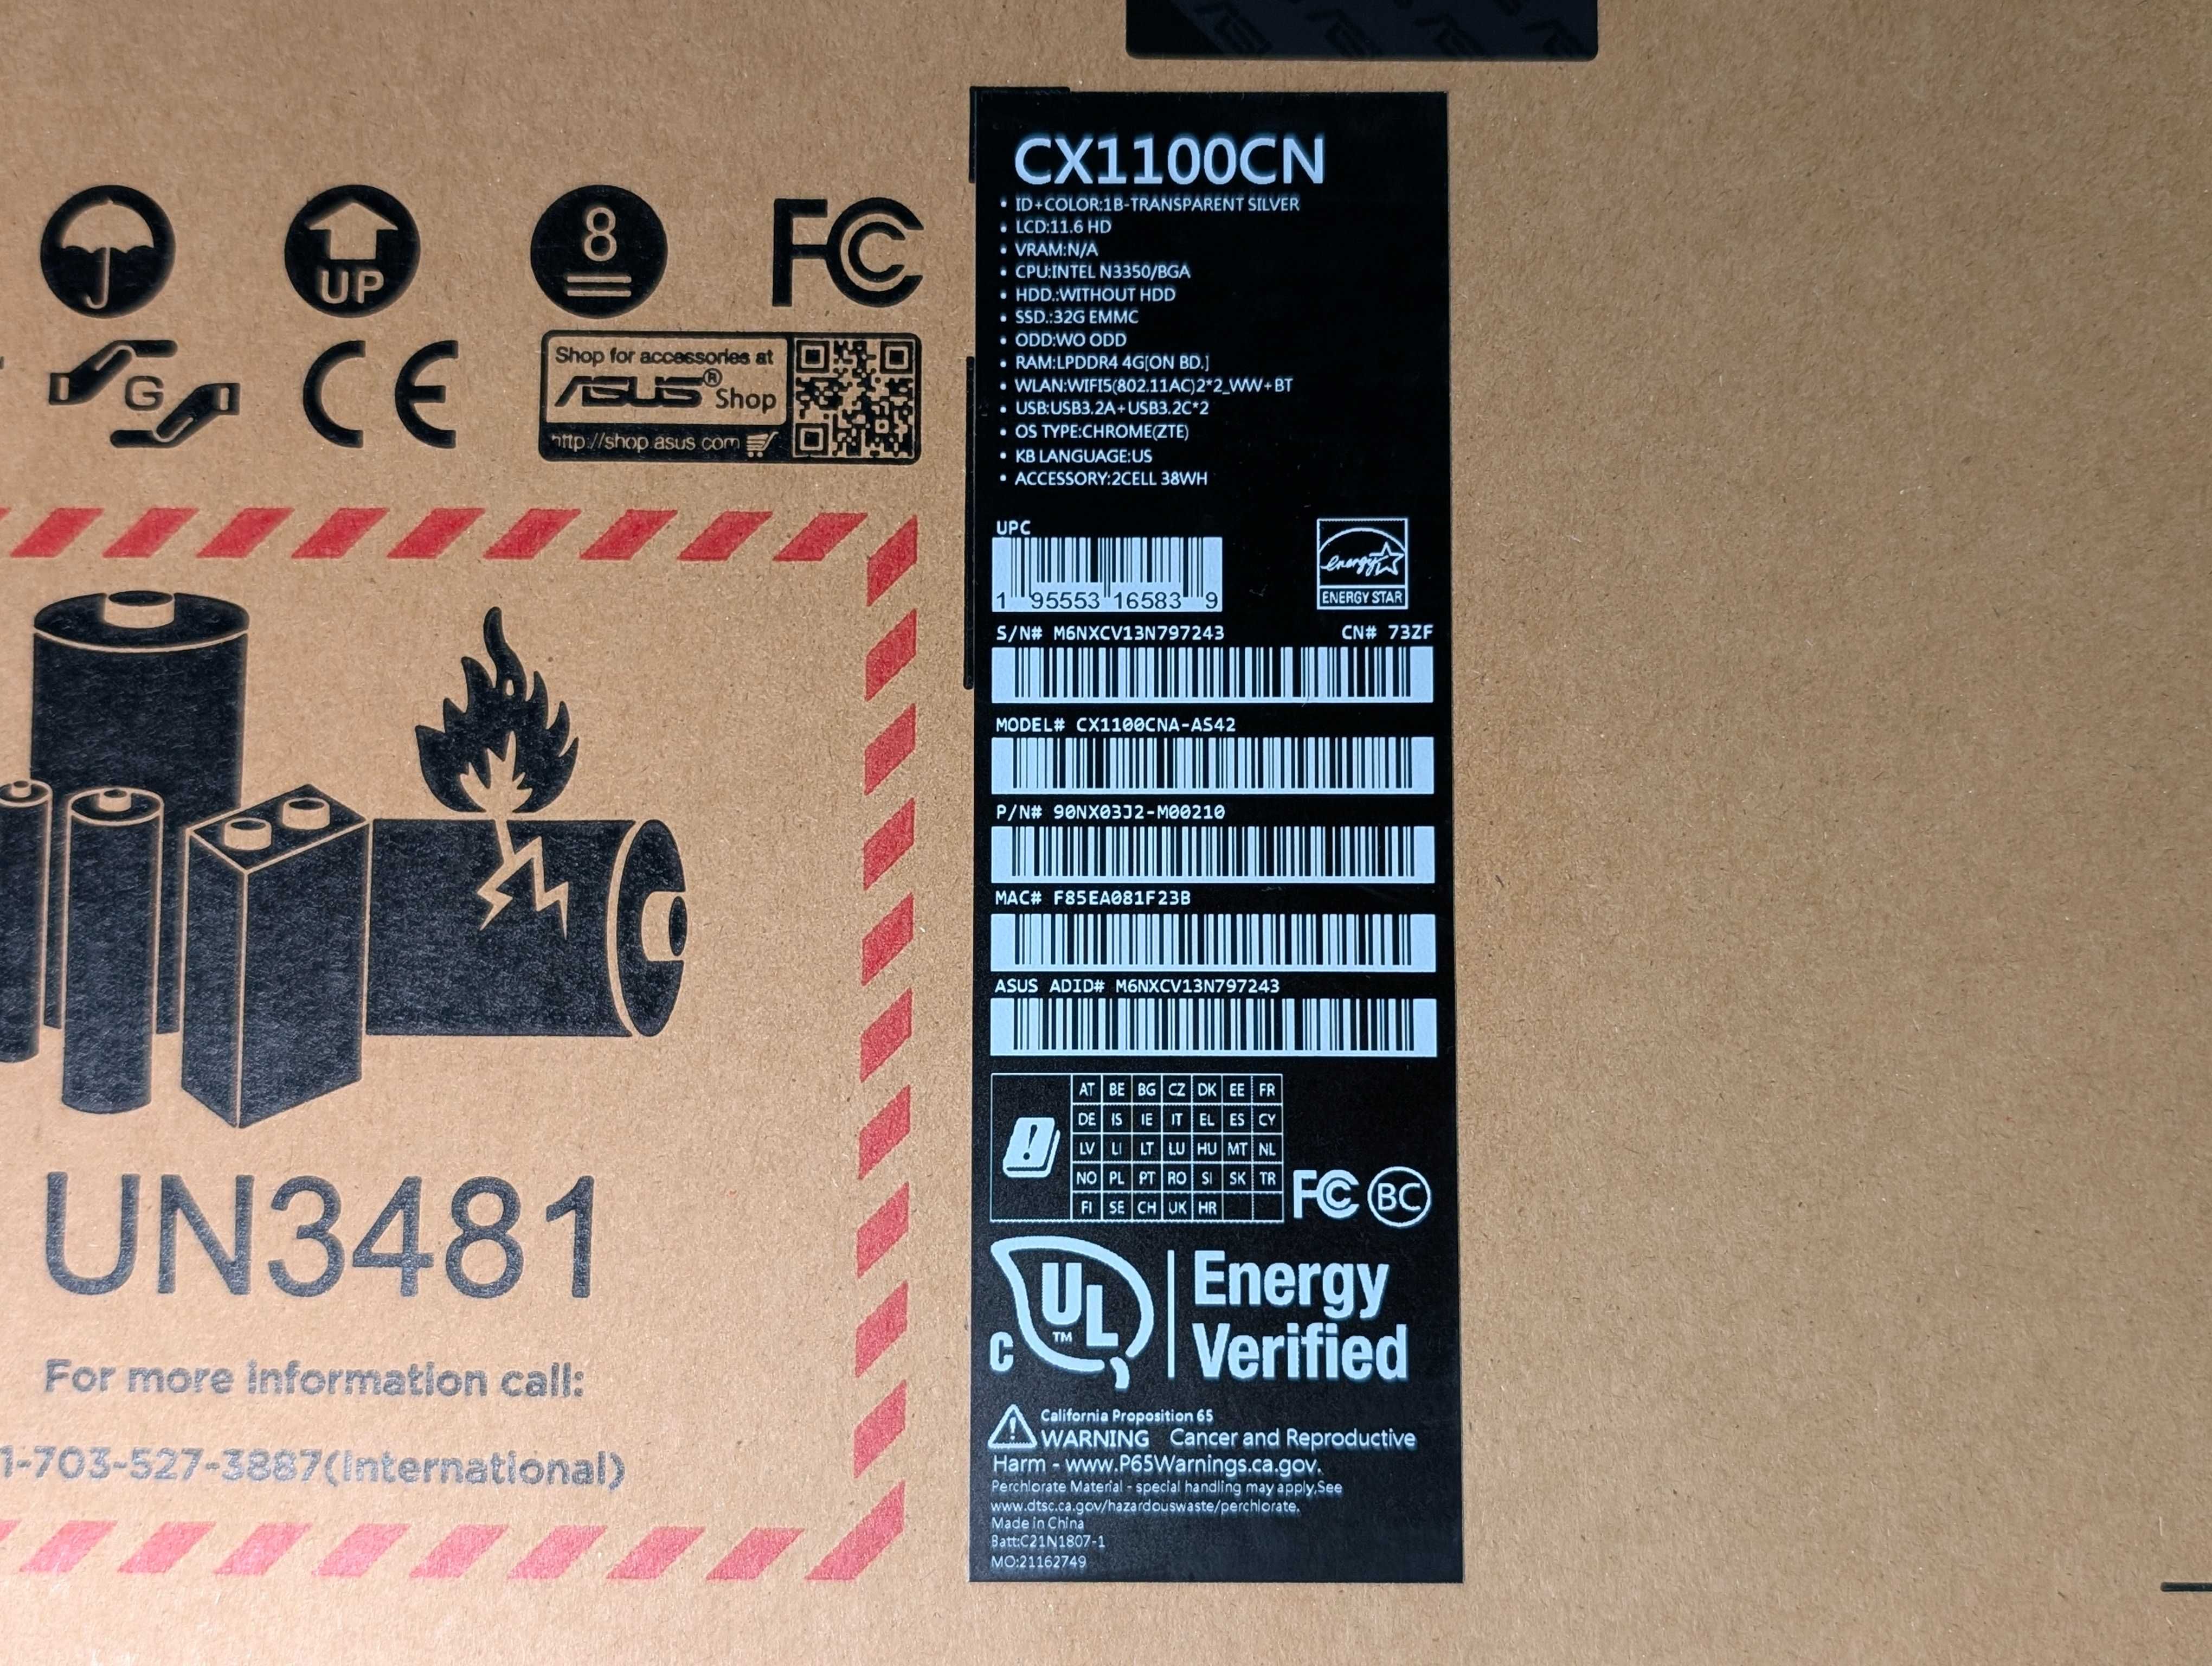 UP
8
FC
G
CE
Shop for accessories at
ASUS® Shop
http://shop.asus.com
UN3481
For more information call:
1-703-527-3887(International)
CX1100CN
• ID+COLOR:1B-TRANSPARENT SILVER
• LCD:11.6 HD
• VRAM:N/A
• CPU:INTEL N3350/BGA
• HDD.:WITHOUT HDD
• SSD.:32G EMMC
• ODD:WO ODD
• RAM:LPDDR4 4G[ON BD.]
• WLAN:WIFI5(802.11AC)2*2_WW+BT
• USB:USB3.2A+USB3.2C*2
• OS TYPE:CHROME(ZTE)
• KB LANGUAGE:US
• ACCESSORY:2CELL 38WH
UPC
1 95553 16583 9
energy
ENERGY STAR
S/N# M6NXCV13N797243 CN# 73ZF
MODEL# CX1100CNA-AS42
P/N# 90NX03J2-M00210
MAC# F85EA081F23B
ASUS ADID# M6NXCV13N797243
AT BE BG CZ DK EE FR
DE IS IE IT EL ES CY
LV LI LT LU HU MT NL
NO PL PT RO SI SK TR
FI SE CH UK HR
FC BC
C UL ™ Energy
Verified
California Proposition 65
WARNING Cancer and Reproductive
Harm - www.P65Warnings.ca.gov.
Perchlorate Material - special handling may apply,See
www.dtsc.ca.gov/hazardouswaste/perchlorate.
Made in China
Batt:C21N1807-1
MO:21162749